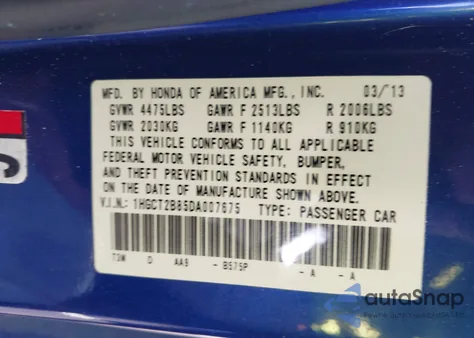 MFD. BY HONDA OF AMERICA MFG., INC. 03/13
GVWR 4475LBS GAWR F 2513LBS R 2006LBS
GVWR 2030KG GAWR F 1140KG R 910KG
THIS VEHICLE CONFORMS TO ALL APPLICABLE
FEDERAL MOTOR VEHICLE SAFETY, BUMPER,
AND THEFT PREVENTION STANDARDS IN EFFECT
ON THE DATE OF MANUFACTURE SHOWN ABOVE.
V.I.N.: 1HGCT2B85DA007675 TYPE: PASSENGER CAR
D AA9 - B575P - A - A
autoSnap